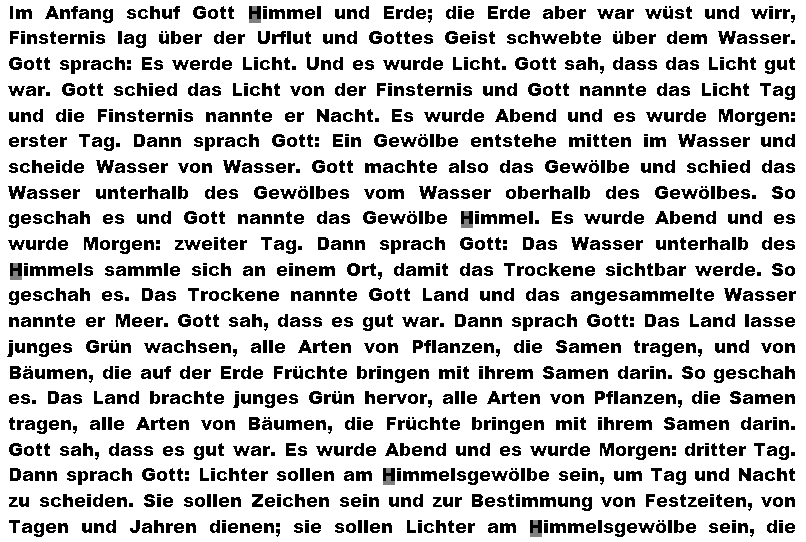 Im Anfang schuf Gott Himmel und Erde; die Erde aber war wüst und wirr,
Finsternis lag über der Urflut und Gottes Geist schwebte über dem Wasser.
Gott sprach: Es werde Licht. Und es wurde Licht. Gott sah, dass das Licht gut
war. Gott schied das Licht von der Finsternis und Gott nannte das Licht Tag
und die Finsternis nannte er Nacht. Es wurde Abend und es wurde Morgen:
erster Tag. Dann sprach Gott: Ein Gewölbe entstehe mitten im Wasser und
scheide Wasser von Wasser. Gott machte also das Gewölbe und schied das
Wasser unterhalb des Gewölbes vom Wasser oberhalb des Gewölbes. So
geschah es und Gott nannte das Gewölbe Himmel. Es wurde Abend und es
wurde Morgen: zweiter Tag. Dann sprach Gott: Das Wasser unterhalb des
Himmels sammle sich an einem Ort, damit das Trockene sichtbar werde. So
geschah es. Das Trockene nannte Gott Land und das angesammelte Wasser
nannte er Meer. Gott sah, dass es gut war. Dann sprach Gott: Das Land lasse
junges Grün wachsen, alle Arten von Pflanzen, die Samen tragen, und von
Bäumen, die auf der Erde Früchte bringen mit ihrem Samen darin. So geschah
es. Das Land brachte junges Grün hervor, alle Arten von Pflanzen, die Samen
tragen, alle Arten von Bäumen, die Früchte bringen mit ihrem Samen darin.
Gott sah, dass es gut war. Es wurde Abend und es wurde Morgen: dritter Tag.
Dann sprach Gott: Lichter sollen am Himmelsgewölbe sein, um Tag und Nacht
zu scheiden. Sie sollen Zeichen sein und zur Bestimmung von Festzeiten, von
Tagen und Jahren dienen; sie sollen Lichter am Himmelsgewölbe sein, die